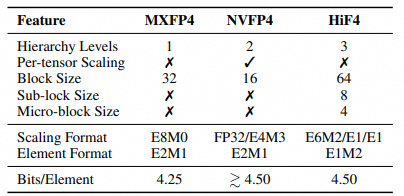 Feature MXFP4 NVFP4 HiF4
Hierarchy Levels 1 2 3
Per-tensor Scaling ✗ ✓ ✗
Block Size 32 16 64
Sub-lock Size ✗ ✗ 8
Micro-block Size ✗ ✗ 4
Scaling Format E8M0 FP32/E4M3 E6M2/E1/E1
Element Format E2M1 E2M1 E1M2
Bits/Element 4.25 ≳ 4.50 4.50